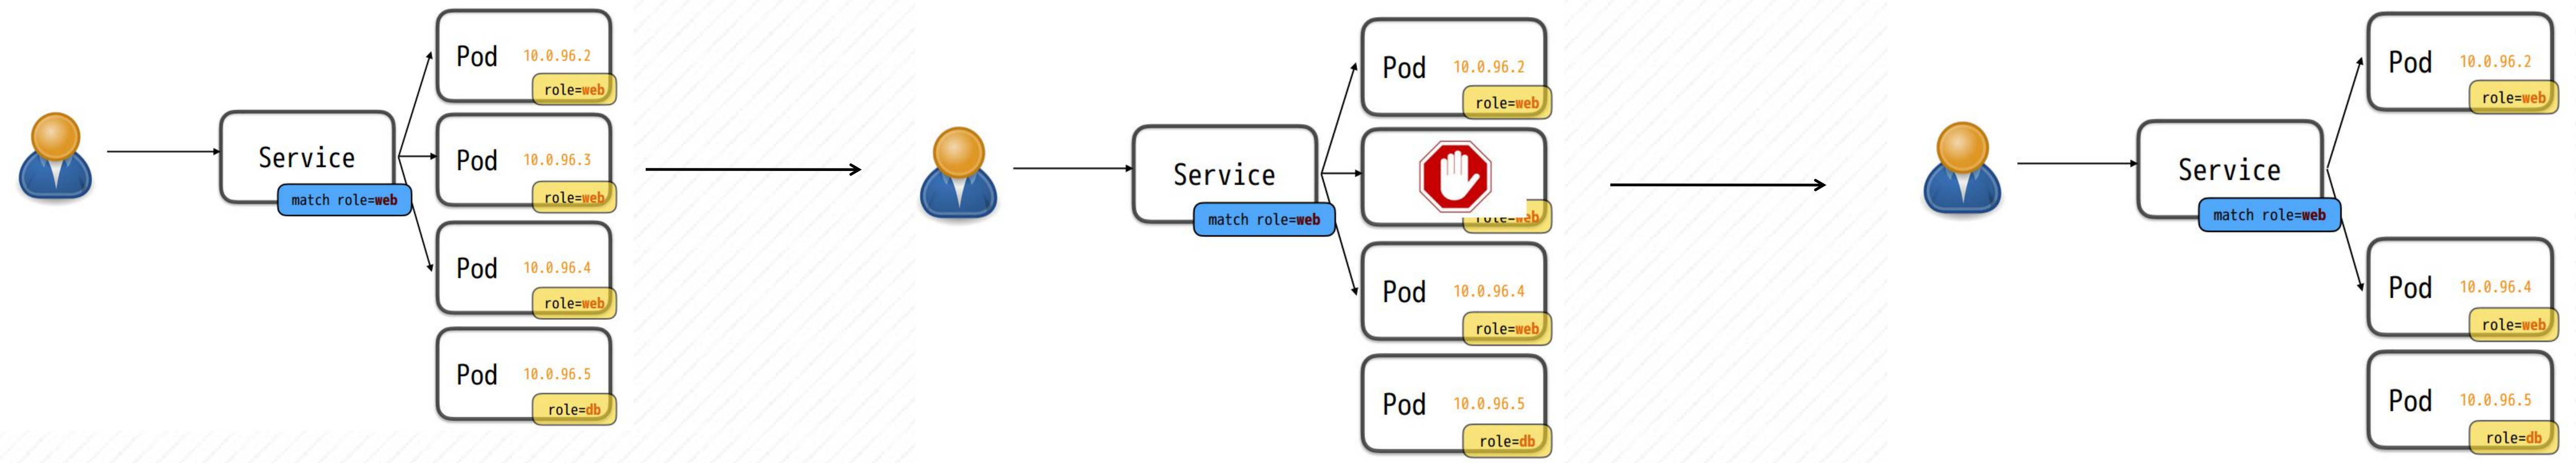 Pod 10.0.96.2
role=web
Service
match role=web
Pod 10.0.96.3
role=web
Pod 10.0.96.4
role=web
Pod 10.0.96.5
role=db
Pod 10.0.96.2
role=web
Service
match role=web
role=web
Pod 10.0.96.4
role=web
Pod 10.0.96.5
role=db
Pod 10.0.96.2
role=web
Service
match role=web
Pod 10.0.96.4
role=web
Pod 10.0.96.5
role=db